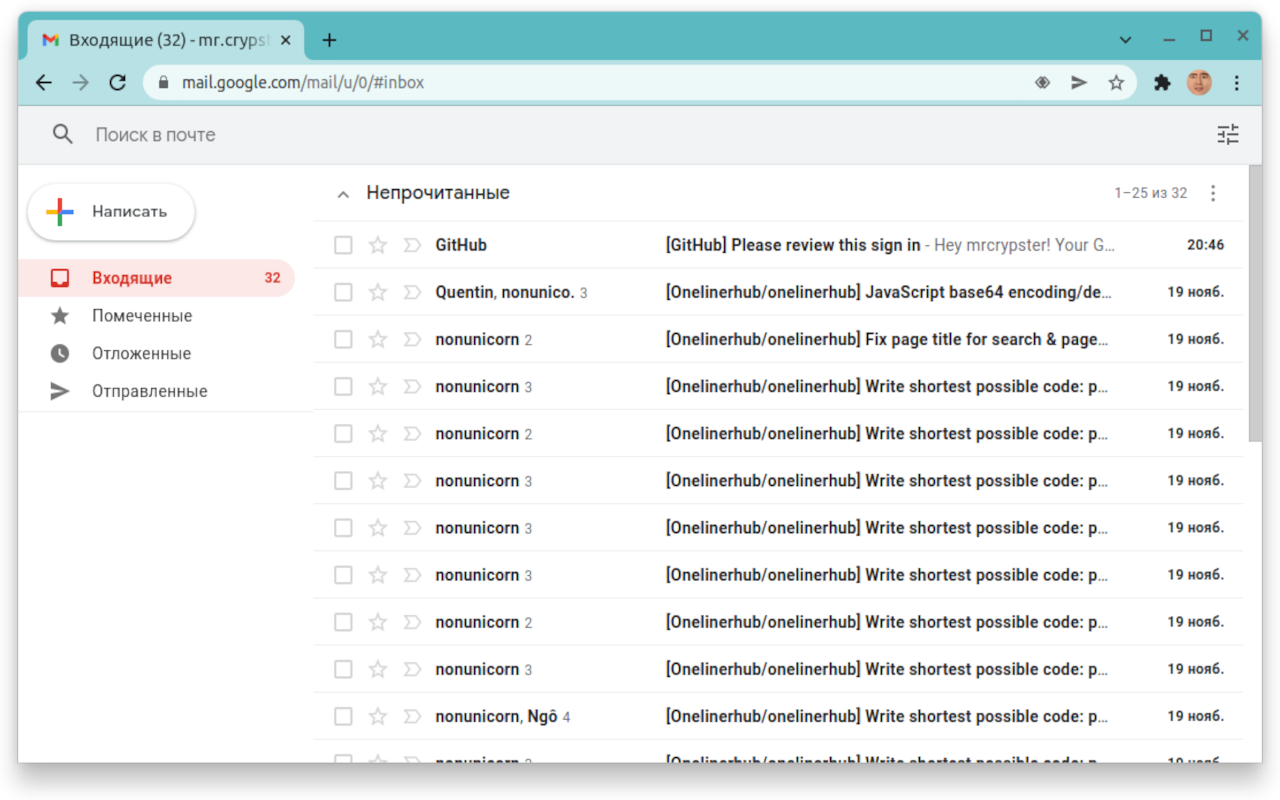 Входящие (32) - mr.cryps
mail.google.com/mail/u/0/#inbox
Поиск в почте
Написать
Входящие 32
Помеченные
Отложенные
Отправленные
Непрочитанные 1–25 из 32
GitHub [GitHub] Please review this sign in - Hey mrcrypster! Your G... 20:46
Quentin, nonunico. 3 [Onelinerhub/onelinerhub] JavaScript base64 encoding/de... 19 нояб.
nonunicorn 2 [Onelinerhub/onelinerhub] Fix page title for search & page... 19 нояб.
nonunicorn 3 [Onelinerhub/onelinerhub] Write shortest possible code: p... 19 нояб.
nonunicorn 2 [Onelinerhub/onelinerhub] Write shortest possible code: p... 19 нояб.
nonunicorn 3 [Onelinerhub/onelinerhub] Write shortest possible code: p... 19 нояб.
nonunicorn 3 [Onelinerhub/onelinerhub] Write shortest possible code: p... 19 нояб.
nonunicorn 3 [Onelinerhub/onelinerhub] Write shortest possible code: p... 19 нояб.
nonunicorn 2 [Onelinerhub/onelinerhub] Write shortest possible code: p... 19 нояб.
nonunicorn 3 [Onelinerhub/onelinerhub] Write shortest possible code: p... 19 нояб.
nonunicorn, Ngô 4 [Onelinerhub/onelinerhub] Write shortest possible code: p... 19 нояб.